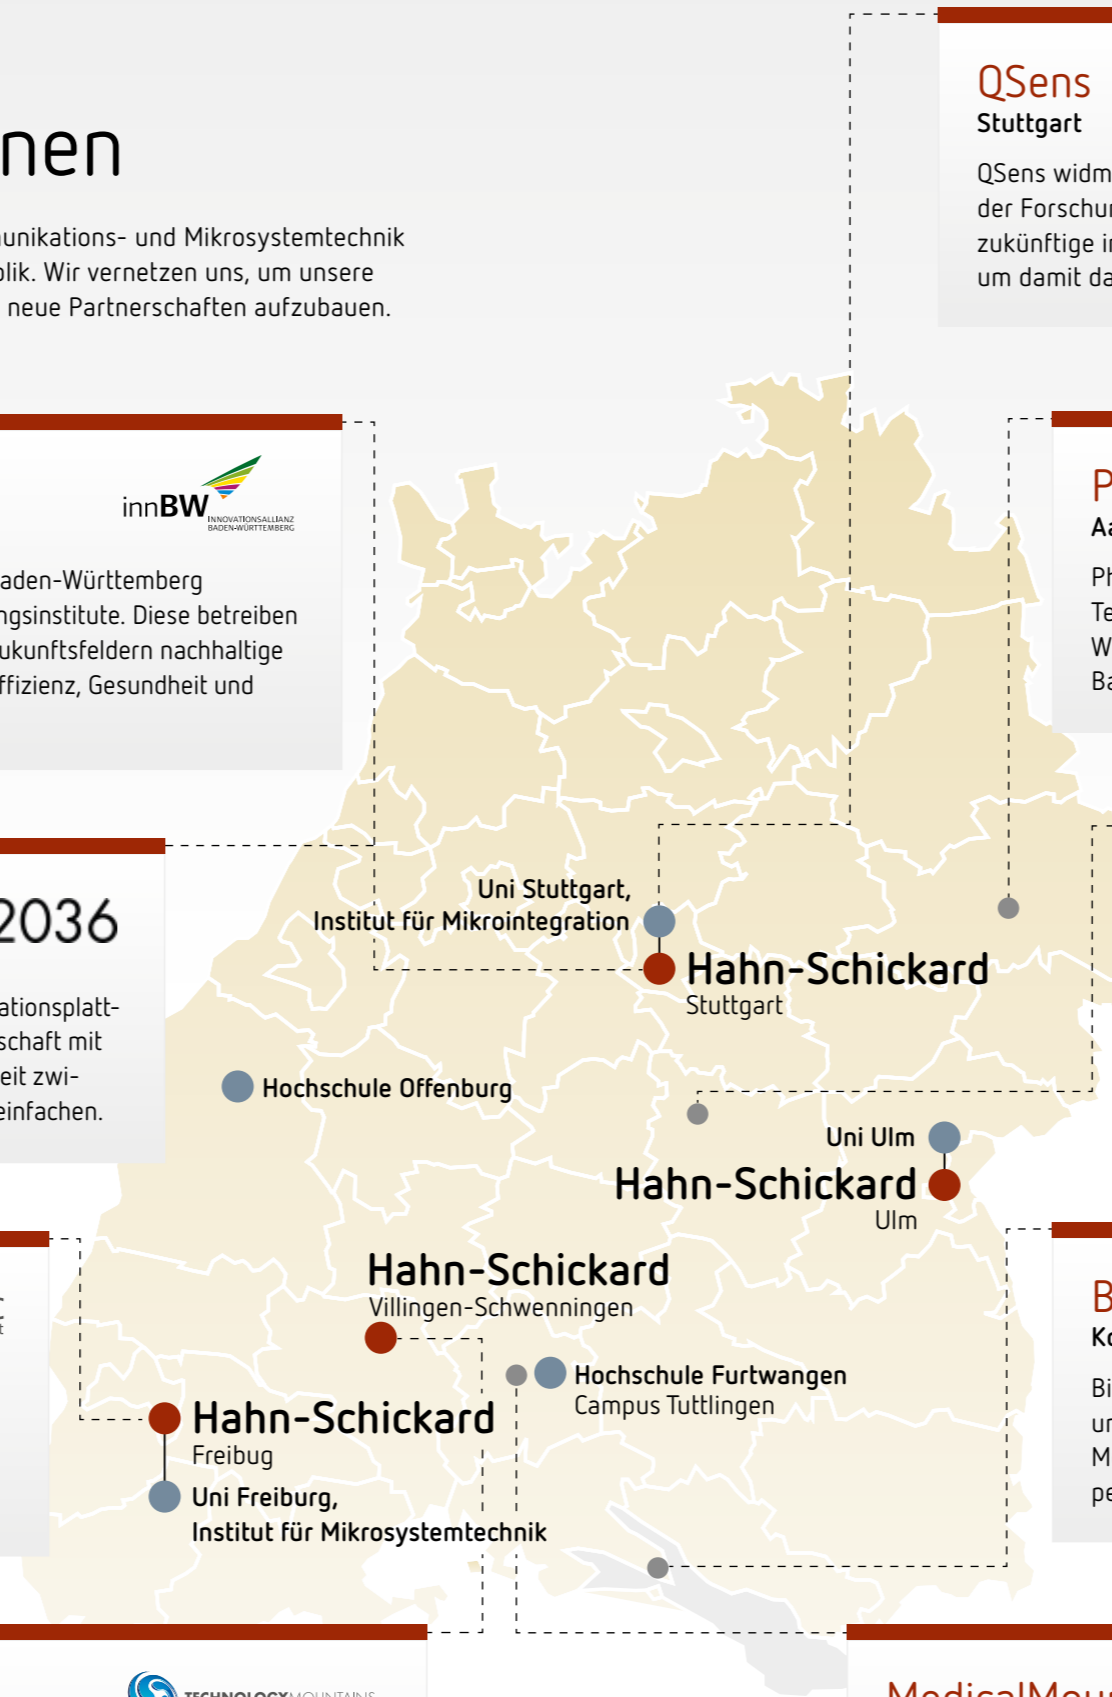 nen
unikations- und Mikrosystemtechnik
lik. Wir vernetzen uns, um unsere
neue Partnerschaften aufzubauen.
QSens
Stuttgart
QSens widm
der Forschu
zukünftige i
um damit da
innBW
INNOVATIONSALLIANZ
BADEN-WÜRTTEMBERG
aden-Württemberg
ngsinstitute. Diese betreiben
ukunftsfeldern nachhaltige
ffizienz, Gesundheit und
P
Aa
Ph
Te
W
Ba
2036
ationsplatt-
schaft mit
eit zwi-
einfachen.
Uni Stuttgart,
Institut für Mikrointegration
Hahn-Schickard
Stuttgart
Hochschule Offenburg
Uni Ulm
Hahn-Schickard
Ulm
Hahn-Schickard
Villingen-Schwenningen
Hochschule Furtwangen
Campus Tuttlingen
Hahn-Schickard
Freibug
Uni Freiburg,
Institut für Mikrosystemtechnik
B
Ko
Bi
un
M
pe
TECHNOLOGYMOUNTAINS
MedicalMou